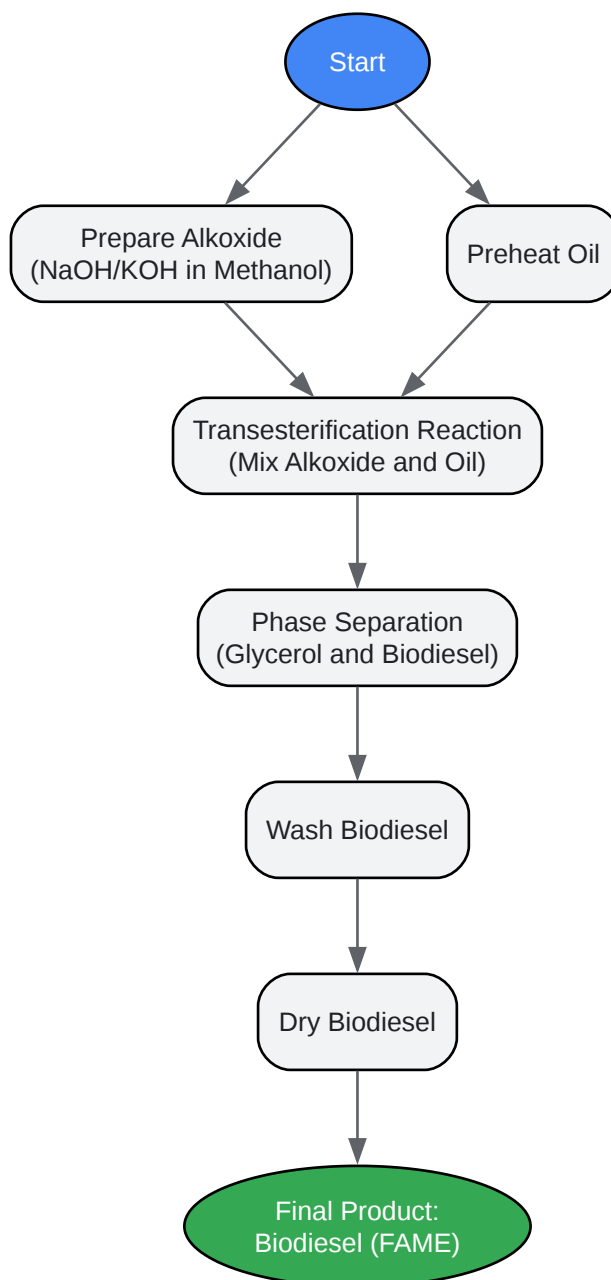 Start
Prepare Alkoxide
(NaOH/KOH in Methanol)
Preheat Oil
Transesterification Reaction
(Mix Alkoxide and Oil)
Phase Separation
(Glycerol and Biodiesel)
Wash Biodiesel
Dry Biodiesel
Final Product:
Biodiesel (FAME)